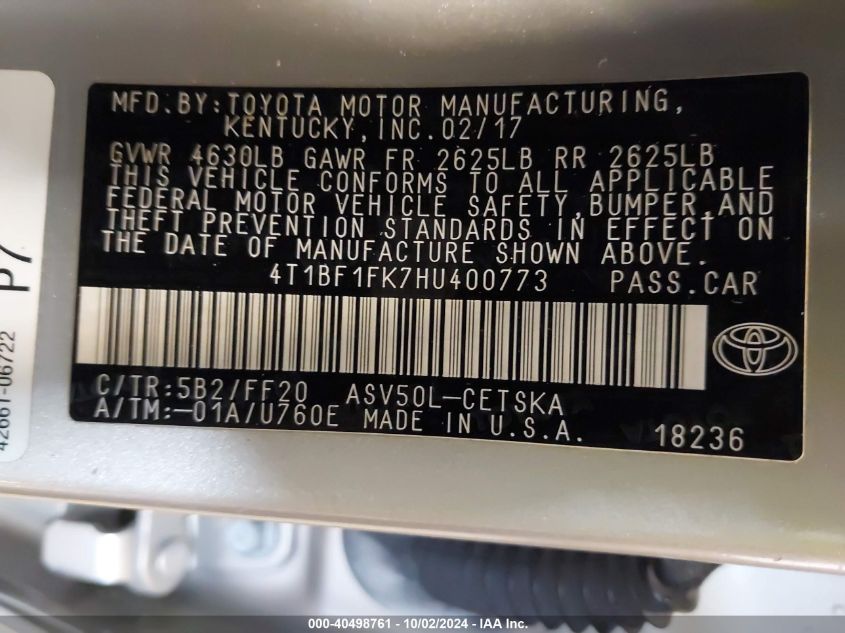 MFD.BY:TOYOTA MOTOR MANUFACTURING,
KENTUCKY,INC.02/17
GVWR 4630LB GAWR FR 2625LB RR 2625LB
THIS VEHICLE CONFORMS TO ALL APPLICABLE
FEDERAL MOTOR VEHICLE SAFETY,BUMPER,AND
THEFT PREVENTION STANDARDS IN EFFECT ON
THE DATE OF MANUFACTURE SHOWN ABOVE.
4T1BF1FK7HU400773 PASS.CAR
C/TR:5B2/FF20 ASV50L-CETSKA
A/TM:-01A/U760E MADE IN U.S.A. 18236
P7
42661-06722
000-40498761 - 10/02/2024 - IAA Inc.